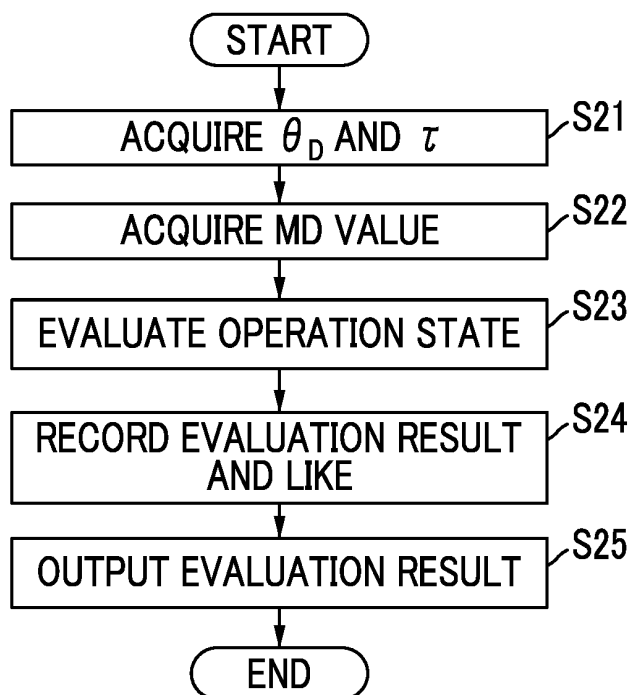 START
ACQUIRE θD AND τ
S21
ACQUIRE MD VALUE
S22
EVALUATE OPERATION STATE
S23
RECORD EVALUATION RESULT
AND LIKE
S24
OUTPUT EVALUATION RESULT
S25
END